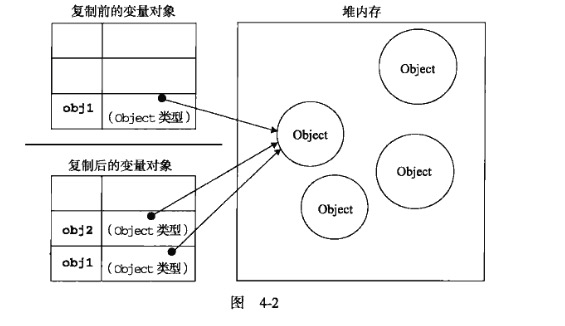 复制前的变量对象
堆内存
obj1
(Object 类型)
Object
Object
Object
Object
复制后的变量对象
obj2
(Object 类型)
obj1
(Object 类型)
图 4-2